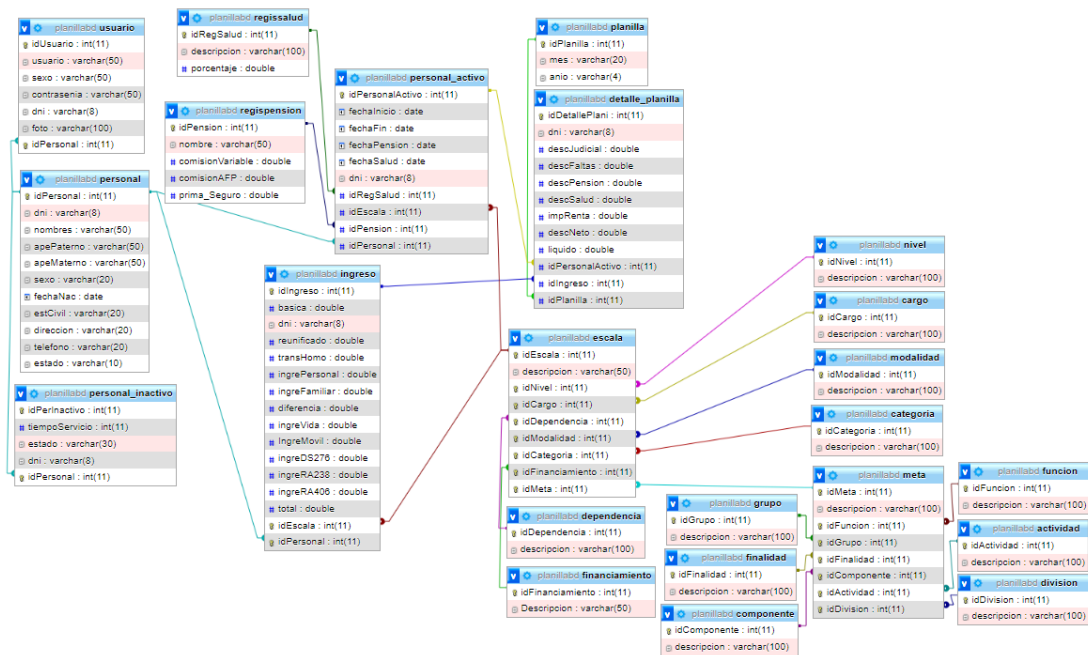 planillabd usuario
idUsuario : int(11)
usuario : varchar(50)
sexo : varchar(50)
contrasenia : varchar(50)
dni : varchar(8)
foto : varchar(100)
idPersonal : int(11)
planillabd regissalud
idRegSalud : int(11)
descripcion : varchar(100)
porcentaje : double
planillabd regispension
idPension : int(11)
nombre : varchar(50)
comisionVariable : double
comisionAFP : double
prima_Seguro : double
planillabd personal_activo
idPersonalActivo : int(11)
fechaInicio : date
fechaFin : date
fechaPension : date
fechaSalud : date
dni : varchar(8)
idRegSalud : int(11)
idEscala : int(11)
idPension : int(11)
idPersonal : int(11)
planillabd planilla
idPlanilla : int(11)
mes : varchar(20)
anio : varchar(4)
planillabd detalle_planilla
idDetallePlani : int(11)
dni : varchar(8)
descJudicial : double
descFaltas : double
descPension : double
descSalud : double
impRenta : double
descNeto : double
liquido : double
idPersonalActivo : int(11)
idIngreso : int(11)
idPlanilla : int(11)
planillabd personal
idPersonal : int(11)
dni : varchar(8)
nombres : varchar(50)
apePaterno : varchar(50)
apeMaterno : varchar(50)
sexo : varchar(20)
fechaNac : date
estCivil : varchar(20)
direccion : varchar(20)
telefono : varchar(20)
estado : varchar(10)
planillabd personal_inactivo
idPerInactivo : int(11)
tiempoServicio : int(11)
estado : varchar(30)
dni : varchar(8)
idPersonal : int(11)
planillabd ingreso
idIngreso : int(11)
basica : double
dni : varchar(8)
reunificado : double
transHomo : double
ingrePersonal : double
ingreFamiliar : double
diferencia : double
ingreVida : double
IngreMovil : double
ingreDS276 : double
ingreRA238 : double
ingreRA406 : double
total : double
idEscala : int(11)
idPersonal : int(11)
planillabd escala
idEscala : int(11)
descripcion : varchar(50)
idNivel : int(11)
idCargo : int(11)
idDependencia : int(11)
idModalidad : int(11)
idCategoria : int(11)
idFinanciamiento : int(11)
idMeta : int(11)
planillabd dependencia
idDependencia : int(11)
descripcion : varchar(100)
planillabd financiamiento
idFinanciamiento : int(11)
Descripcion : varchar(50)
planillabd nivel
idNivel : int(11)
descripcion : varchar(100)
planillabd cargo
idCargo : int(11)
descripcion : varchar(100)
planillabd modalidad
idModalidad : int(11)
descripcion : varchar(100)
planillabd categoria
idCategoria : int(11)
descripcion : varchar(100)
planillabd meta
idMeta : int(11)
descripcion : varchar(100)
idFuncion : int(11)
idGrupo : int(11)
idFinalidad : int(11)
idComponente : int(11)
idActividad : int(11)
idDivision : int(11)
planillabd grupo
idGrupo : int(11)
descripcion : varchar(100)
planillabd finalidad
idFinalidad : int(11)
descripcion : varchar(100)
planillabd componente
idComponente : int(11)
descripcion : varchar(100)
planillabd funcion
idFuncion : int(11)
descripcion : varchar(100)
planillabd actividad
idActividad : int(11)
descripcion : varchar(100)
planillabd division
idDivision : int(11)
descripcion : varchar(100)